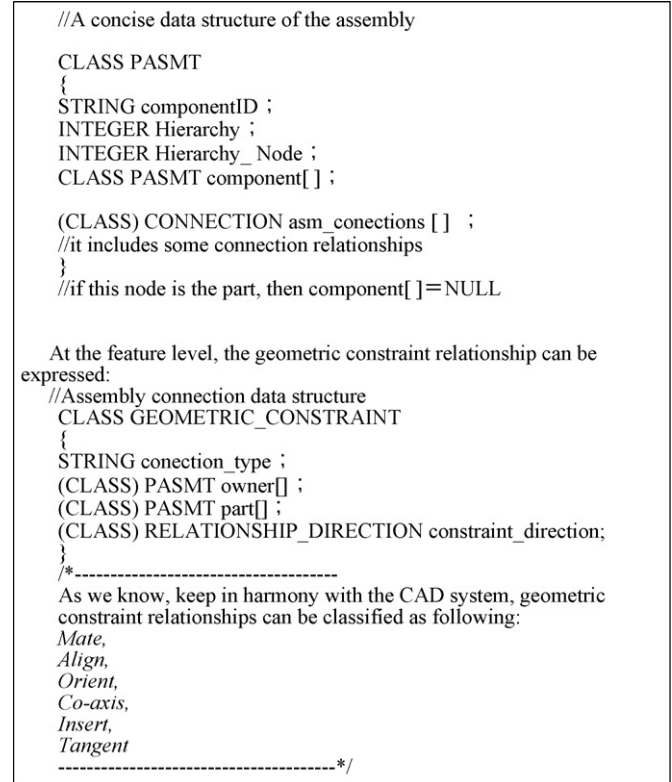 //A concise data structure of the assembly
CLASS PASMT
{
STRING componentID ；
INTEGER Hierarchy ；
INTEGER Hierarchy_ Node ；
CLASS PASMT component[ ] ；
(CLASS) CONNECTION asm_conections [ ] ；
//it includes some connection relationships
}
//if this node is the part, then component[ ]＝NULL
At the feature level, the geometric constraint relationship can be
expressed:
//Assembly connection data structure
CLASS GEOMETRIC_CONSTRAINT
{
STRING conection_type ；
(CLASS) PASMT owner[] ；
(CLASS) PASMT part[] ；
(CLASS) RELATIONSHIP_DIRECTION constraint_direction;
}
/*-------------------------------------
As we know, keep in harmony with the CAD system, geometric
constraint relationships can be classified as following:
Mate,
Align,
Orient,
Co-axis,
Insert,
Tangent
---------------------------------------*/